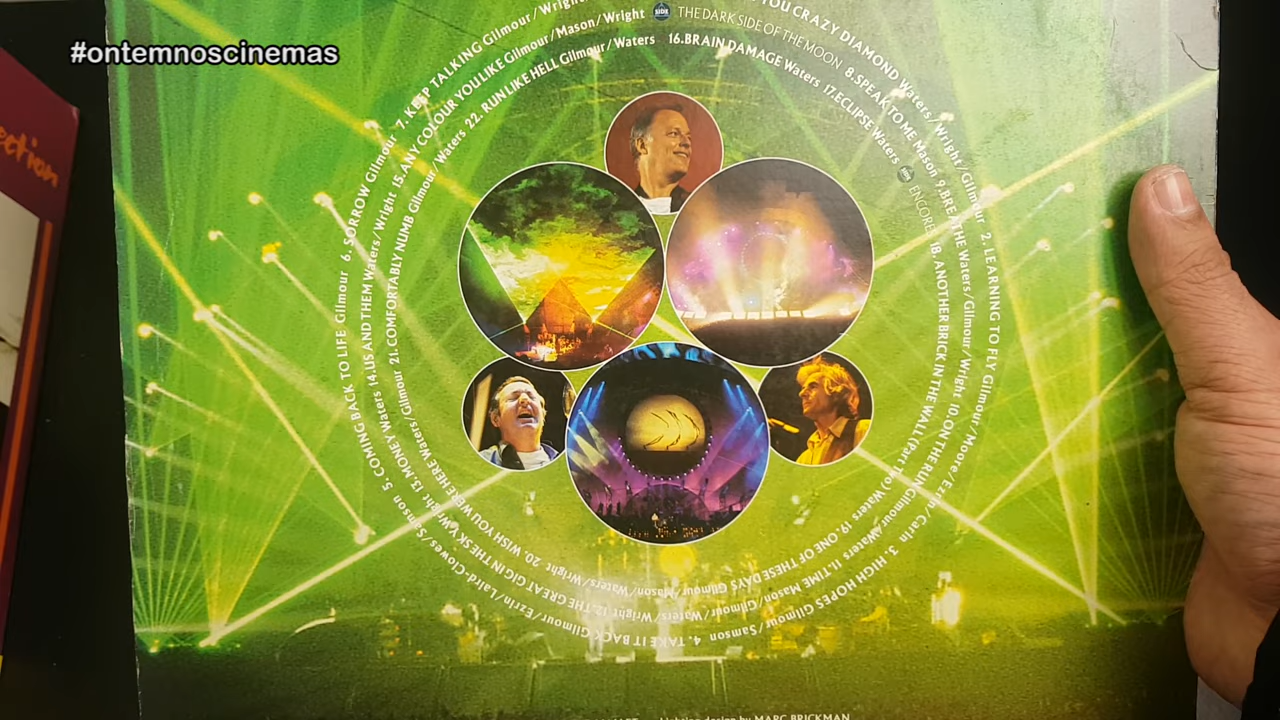 #ontemnoscinemas
ection
YOU CRAZY DIAMOND Waters/Wright/Gilmour 2. LEARNING TO FLY Gilmour/Moore/Ezrin/Carin 3. HIGH HOPES Gilmour/Samson 4. TAKE IT BACK Gilmour/Ezrin/Laird-Clowes/Samson 5. COMING BACK TO LIFE Gilmour 6. SORROW Gilmour 7. KEEP TALKING Gilmour/Wright
SIDE THE DARK SIDE OF THE MOON 8.SPEAK TO ME Mason 9.BREATHE Waters/Gilmour/Wright 10.ON THE RUN Gilmour/Waters 11.TIME Mason/Gilmour/Waters/Wright 12.THE GREAT GIG IN THE SKY Wright 13.MONEY Waters 14.US AND THEM Waters/Wright 15.ANY COLOUR YOU LIKE Gilmour/Mason/Wright
16.BRAIN DAMAGE Waters 17.ECLIPSE Waters SIDE ENCORE 18. ANOTHER BRICK IN THE WALL (Part Two) Waters 19. ONE OF THESE DAYS Gilmour/Mason/Waters/Wright 20. WISH YOU WERE HERE Waters/Gilmour 21.COMFORTABLY NUMB Gilmour/Waters 22. RUN LIKE HELL Gilmour/Waters
Lighting design by MARC BRICKMAN